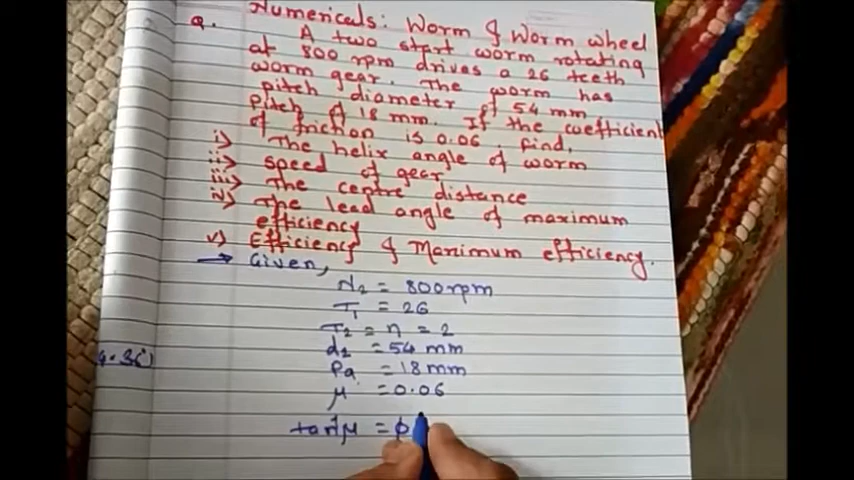 Numericals: Worm & Worm wheel
Q. A two start worm rotating
at 800 rpm drives a 26 teeth
worm gear. The worm has
pitch diameter of 54 mm
pitch of 18 mm. If the coefficient
of friction is 0.06. find,
i) The helix angle of worm
ii) speed of gear
iii) The centre distance
iv) The lead angle of maximum
efficiency
v) Efficiency & Maximum efficiency.
→ Given,
N₂ = 800rpm
T₁ = 26
T₂ = n = 2
d₂ = 54 mm
Pa = 18 mm
μ = 0.06
tan⁻¹μ = ϕ